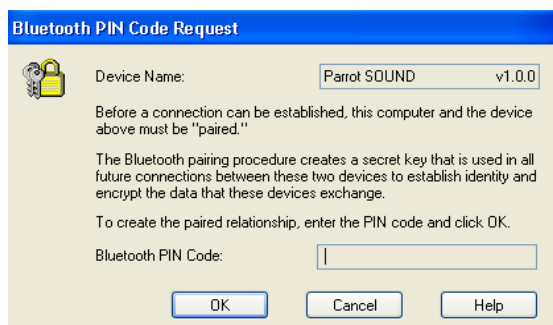 Bluetooth PIN Code Request
Device Name: Parrot SOUND v1.0.0
Before a connection can be established, this computer and the device
above must be "paired."
The Bluetooth pairing procedure creates a secret key that is used in all
future connections between these two devices to establish identity and
encrypt the data that these devices exchange.
To create the paired relationship, enter the PIN code and click OK.
Bluetooth PIN Code:
OK Cancel Help